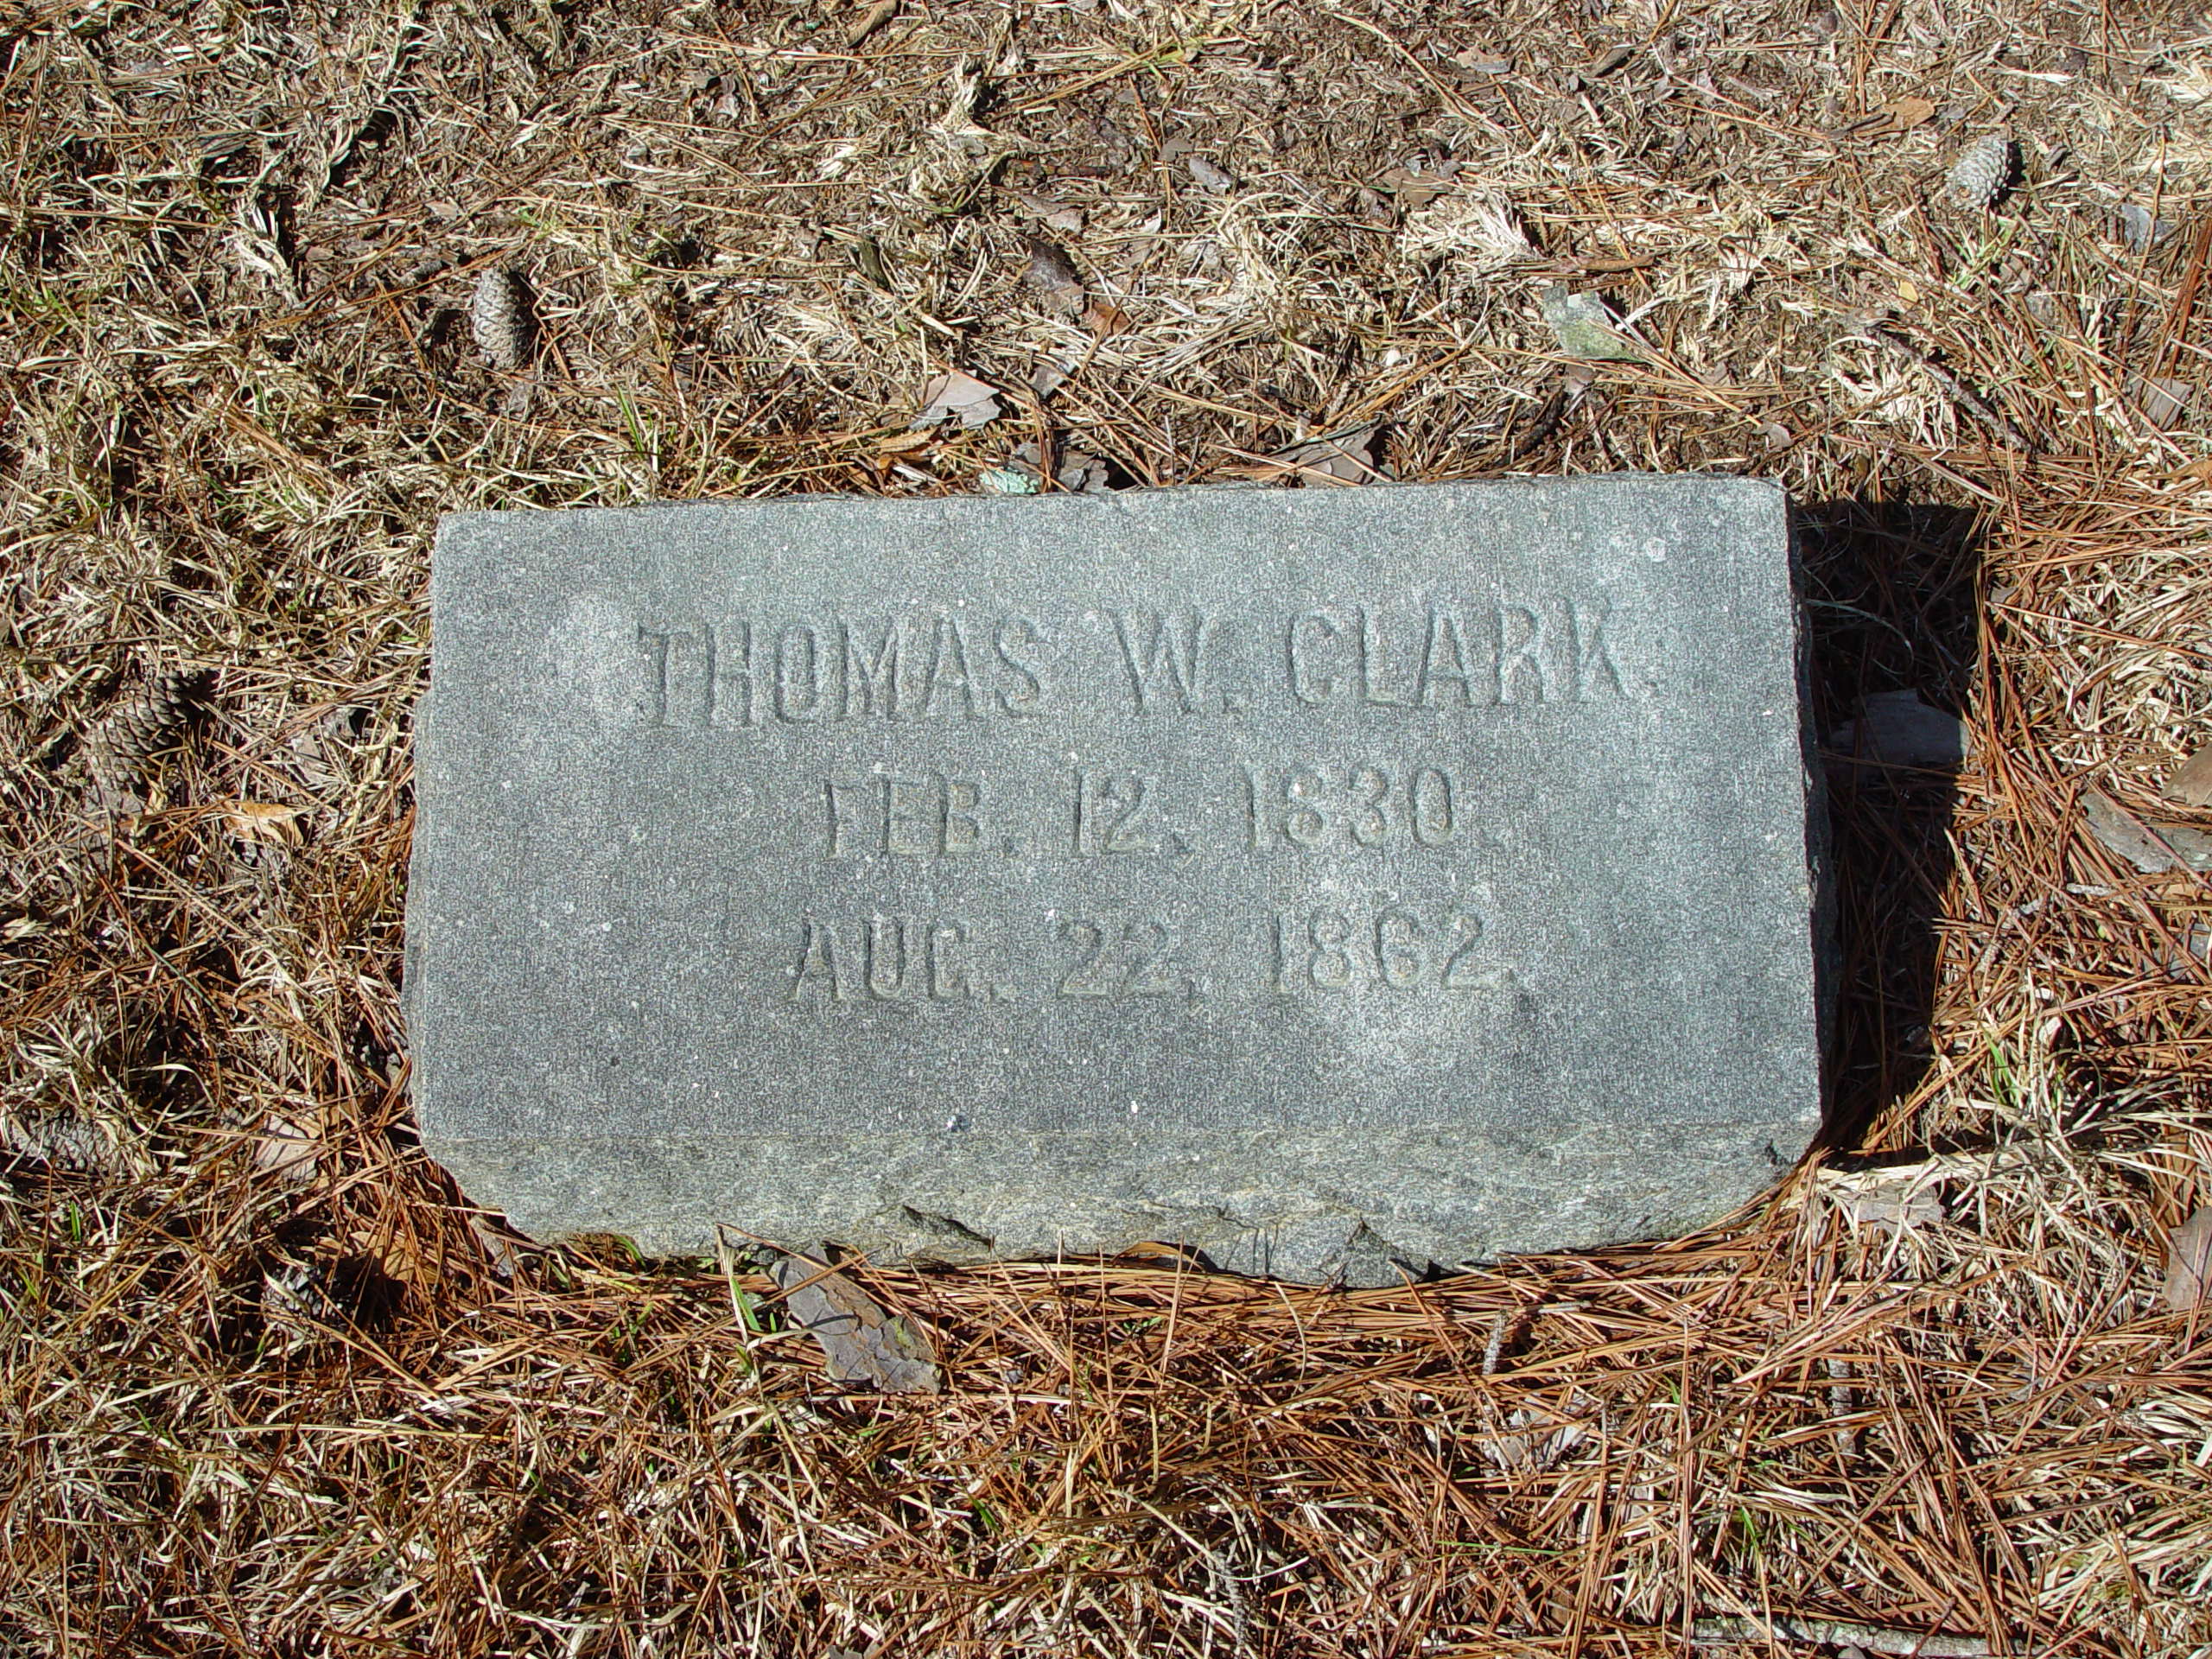 THOMAS W. CLARK.
FEB. 12, 1830.
AUG. 22, 1862.